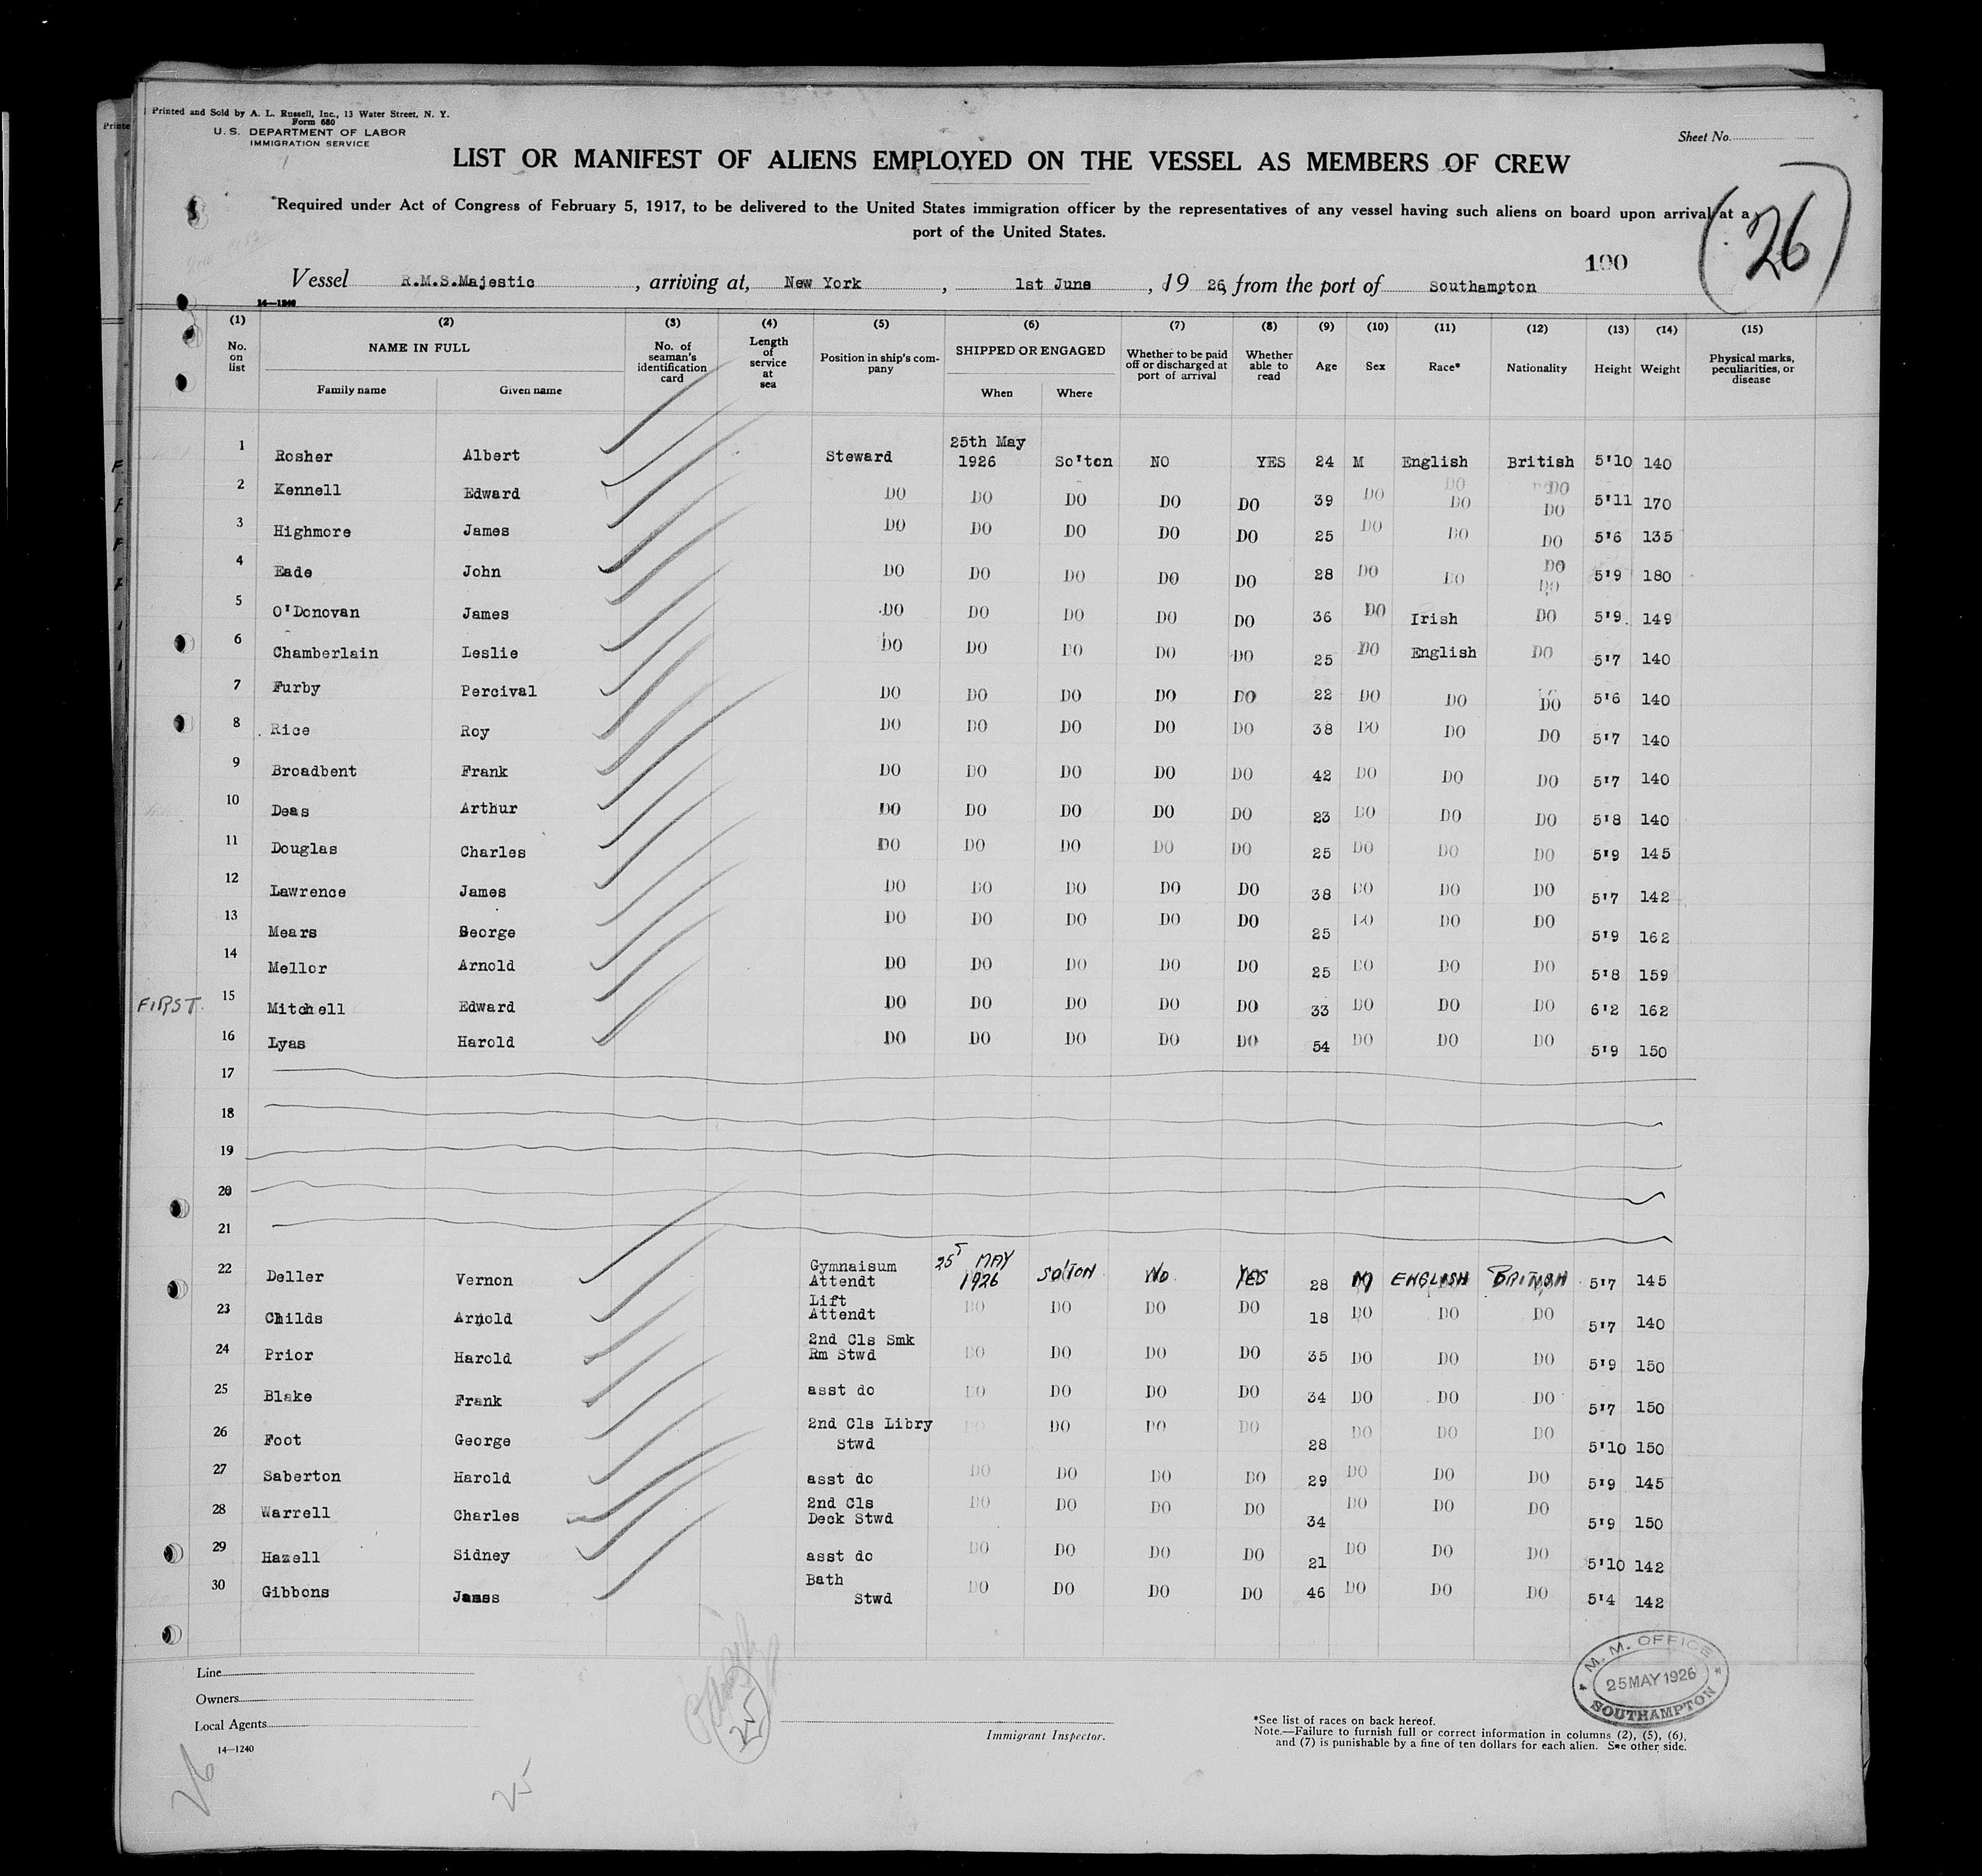 Printed and Sold by A. L. Russell, Inc., 13 Water Street, N. Y.
Form 680
U. S. DEPARTMENT OF LABOR
IMMIGRATION SERVICE
Sheet No.
LIST OR MANIFEST OF ALIENS EMPLOYED ON THE VESSEL AS MEMBERS OF CREW
Required under Act of Congress of February 5, 1917, to be delivered to the United States immigration officer by the representatives of any vessel having such aliens on board upon arrival at a
port of the United States.
(26)
100
Vessel R.M.S.Majestic, arriving at, New York, 1st June, 19 26, from the port of Southampton
14—1240
(1) (2) (3) (4) (5) (6) (7) (8) (9) (10) (11) (12) (13) (14) (15)
No. on list NAME IN FULL Family name Given name No. of seaman's identification card Length of service at sea Position in ship's company SHIPPED OR ENGAGED When Where Whether to be paid off or discharged at port of arrival Whether able to read Age Sex Race* Nationality Height Weight Physical marks, peculiarities, or disease
1 Rosher Albert Steward 25th May 1926 So'ton NO YES 24 M English British 5'10 140
2 Kennell Edward DO DO DO DO DO 39 DO DO DO 5'11 170
3 Highmore James DO DO DO DO DO 25 DO DO DO 5'6 135
4 Eade John DO DO DO DO DO 28 DO DO DO 5'9 180
5 O'Donovan James DO DO DO DO DO 36 DO Irish DO 5'9 149
6 Chamberlain Leslie DO DO DO DO DO 25 DO English DO 5'7 140
7 Furby Percival DO DO DO DO DO 22 DO DO DO 5'6 140
8 Rice Roy DO DO DO DO DO 38 DO DO DO 5'7 140
9 Broadbent Frank DO DO DO DO DO 42 DO DO DO 5'7 140
10 Deas Arthur DO DO DO DO DO 23 DO DO DO 5'8 140
11 Douglas Charles DO DO DO DO DO 25 DO DO DO 5'9 145
12 Lawrence James DO DO DO DO DO 38 DO DO DO 5'7 142
13 Mears George DO DO DO DO DO 25 DO DO DO 5'9 162
14 Mellor Arnold DO DO DO DO DO 25 DO DO DO 5'8 159
FIRST 15 Mitchell Edward DO DO DO DO DO 33 DO DO DO 6'2 162
16 Lyas Harold DO DO DO DO DO 54 DO DO DO 5'9 150
17
18
19
20
21
22 Deller Vernon Gymnaisum Attendt 25T MAY 1926 SO'TON NO YES 28 M ENGLISH BRITISH 5'7 145
23 Childs Arnold Lift Attendt DO DO DO DO 18 DO DO DO 5'7 140
24 Prior Harold 2nd Cls Smk Rm Stwd DO DO DO DO 35 DO DO DO 5'9 150
25 Blake Frank asst do DO DO DO DO 34 DO DO DO 5'7 150
26 Foot George 2nd Cls Libry Stwd DO DO DO DO 28 DO DO DO 5'10 150
27 Saberton Harold asst do DO DO DO DO 29 DO DO DO 5'9 145
28 Warrell Charles 2nd Cls Deck Stwd DO DO DO DO 34 DO DO DO 5'9 150
29 Hazell Sidney asst do DO DO DO DO 21 DO DO DO 5'10 142
30 Gibbons James Bath Stwd DO DO DO DO 46 DO DO DO 5'4 142
Line
Owners
Local Agents
14—1240
25
Immigrant Inspector.
M. M. OFFICE
25 MAY 1926
SOUTHAMPTON
*See list of races on back hereof.
Note.—Failure to furnish full or correct information in columns (2), (5), (6),
and (7) is punishable by a fine of ten dollars for each alien. See other side.
26
25